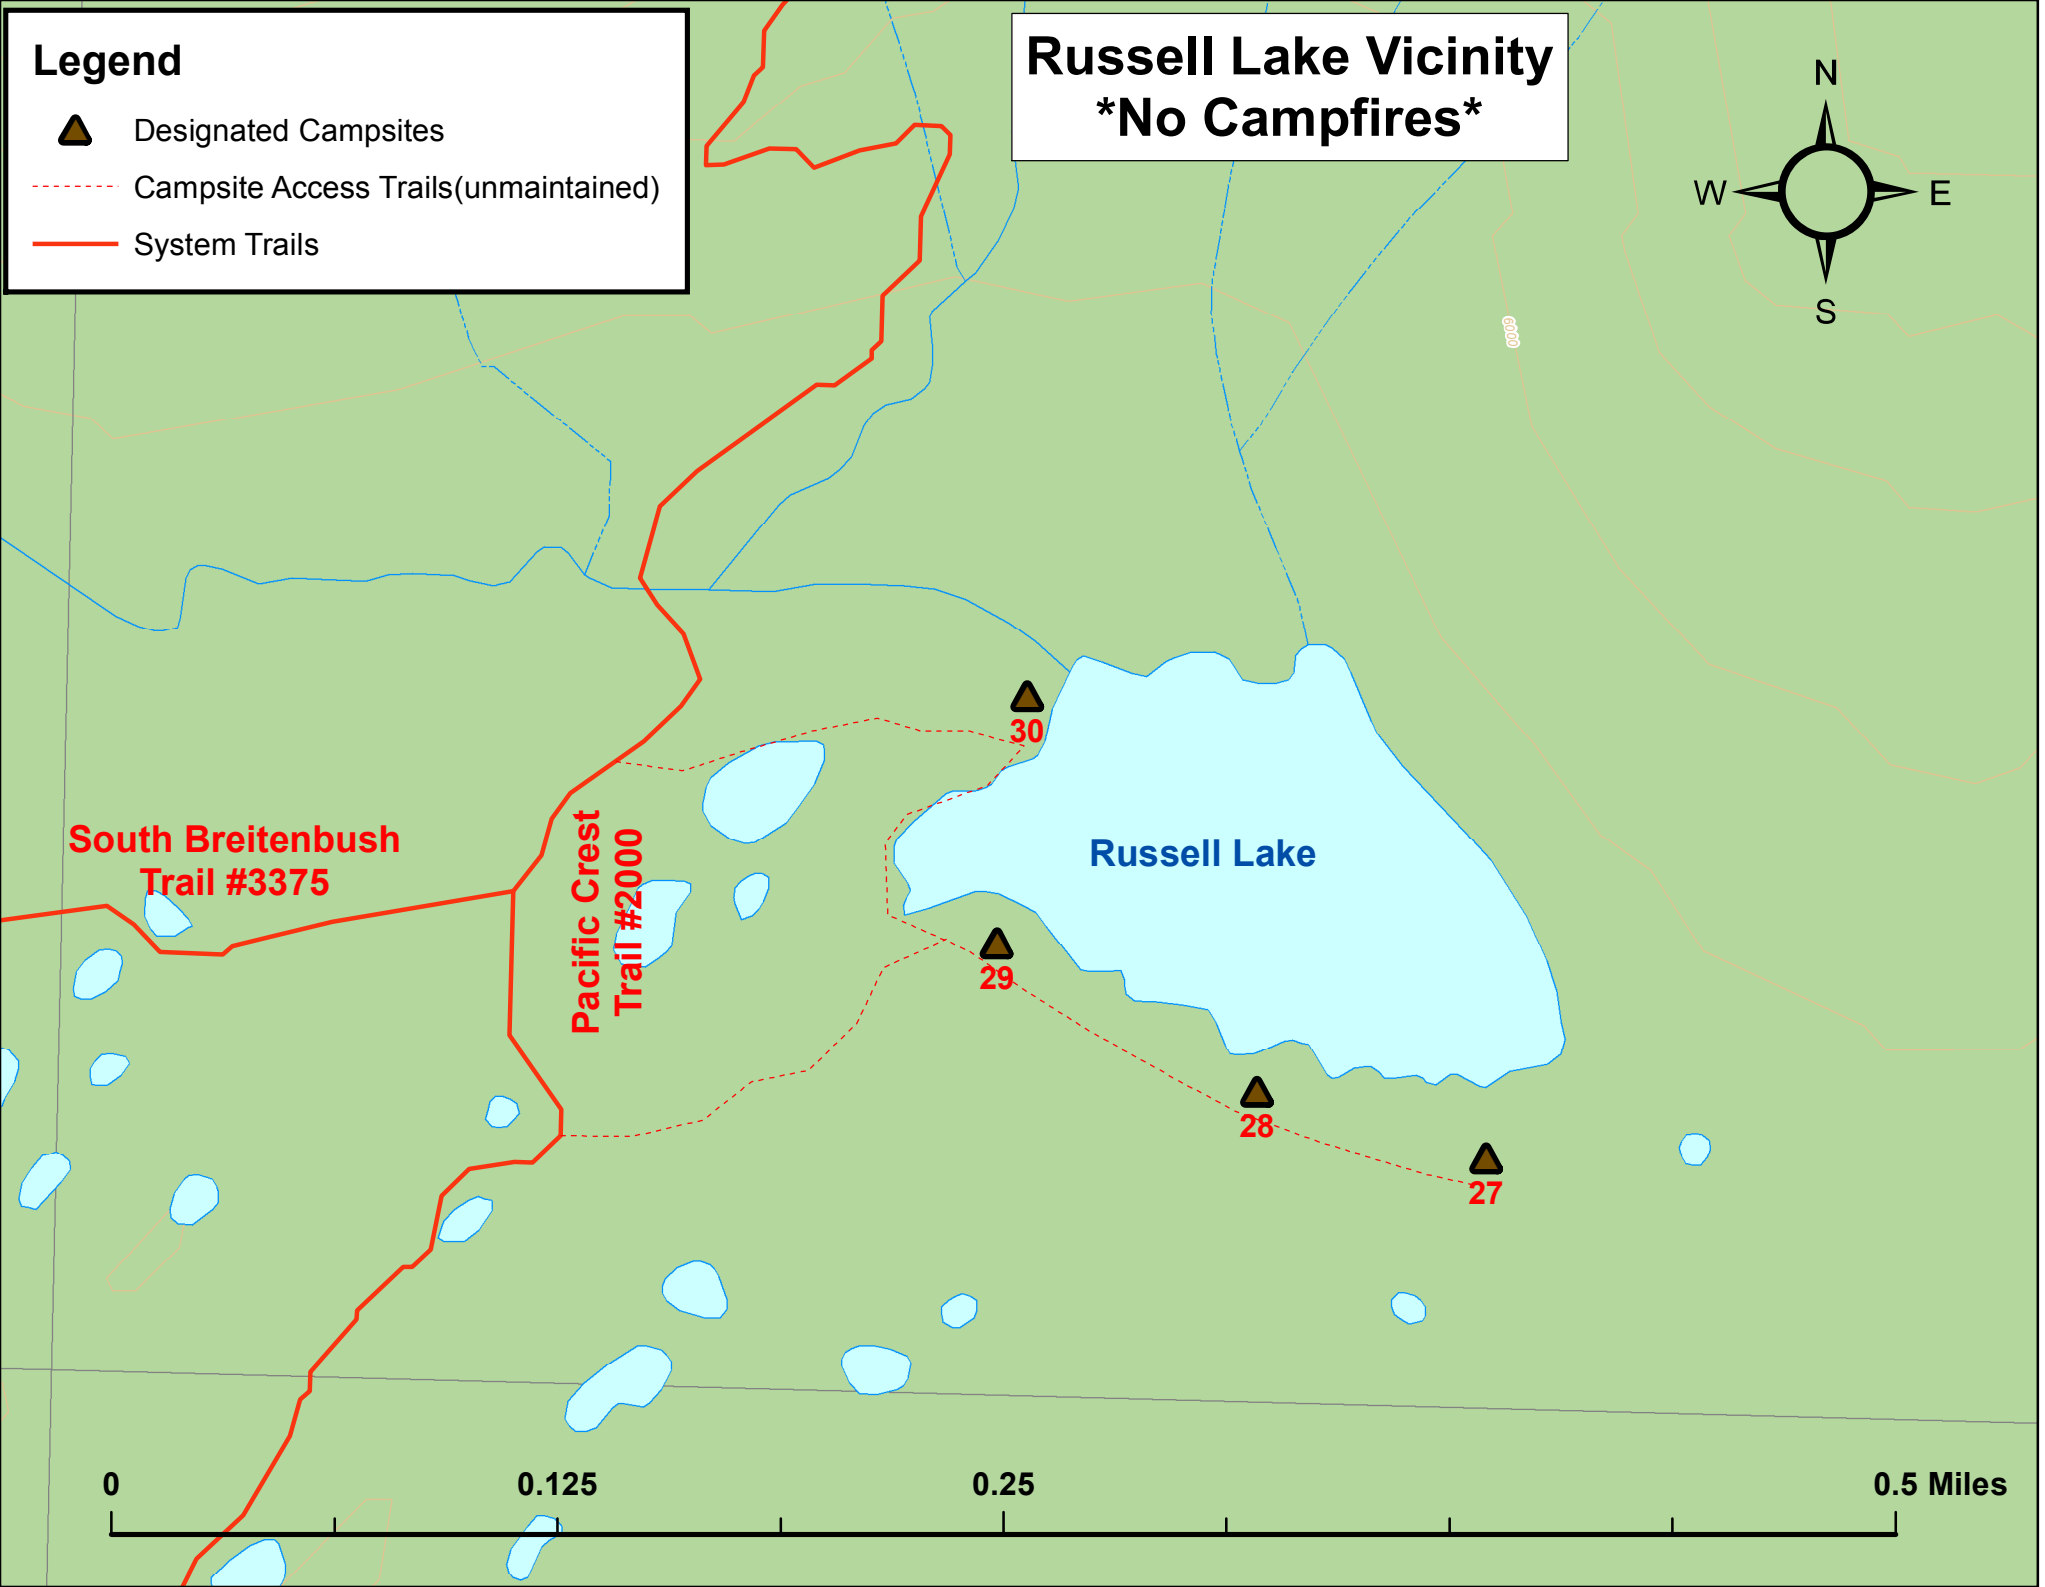 Legend
Designated Campsites
Campsite Access Trails(unmaintained)
System Trails
Russell Lake Vicinity
*No Campfires*
N
W
E
S
6000
30
South Breitenbush
Trail #3375
Pacific Crest
Trail #2000
Russell Lake
29
28
27
0
0.125
0.25
0.5 Miles